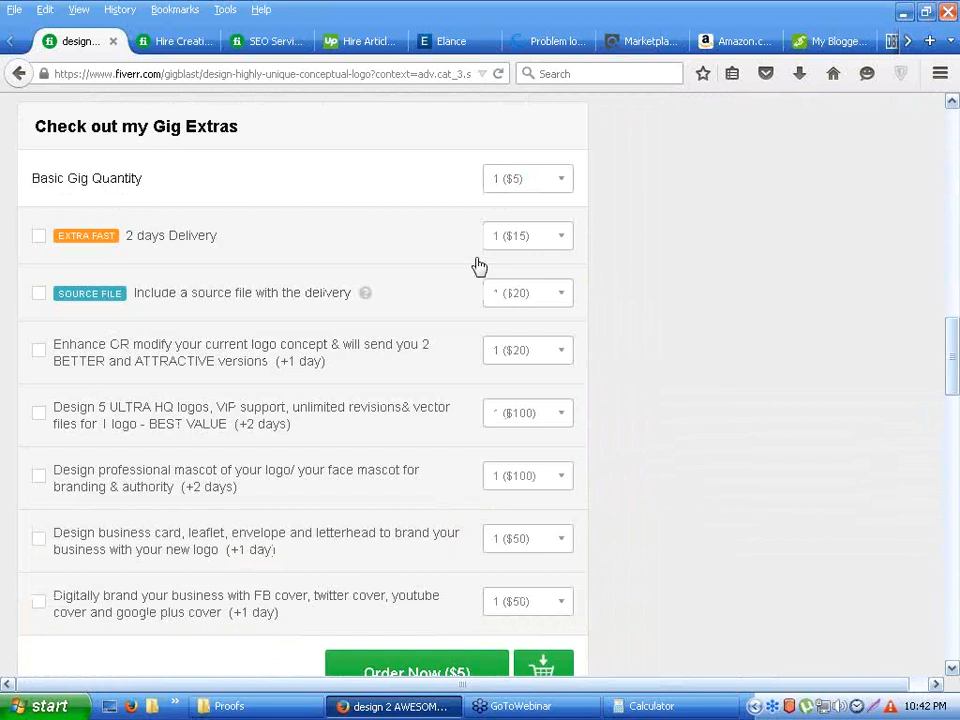 File Edit View History Bookmarks Tools Help
design... Hire Creati... SEO Servi... Hire Articl... Elance Problem lo... Marketpla... Amazon.c... My Blogge...
https://www.fiverr.com/gigblast/design-highly-unique-conceptual-logo?context=adv.cat_3.s Search
Check out my Gig Extras
Basic Gig Quantity 1 ($5)
EXTRA FAST 2 days Delivery 1 ($15)
SOURCE FILE Include a source file with the delivery ? 1 ($20)
Enhance OR modify your current logo concept & will send you 2
BETTER and ATTRACTIVE versions (+1 day) 1 ($20)
Design 5 ULTRA HQ logos, VIP support, unlimited revisions& vector
files for 1 logo - BEST VALUE (+2 days) 1 ($100)
Design professional mascot of your logo/ your face mascot for
branding & authority (+2 days) 1 ($100)
Design business card, leaflet, envelope and letterhead to brand your
business with your new logo (+1 day) 1 ($50)
Digitally brand your business with FB cover, twitter cover, youtube
cover and google plus cover (+1 day) 1 ($50)
Order Now ($5)
start Proofs design 2 AWESOM... GoToWebinar Calculator 10:42 PM